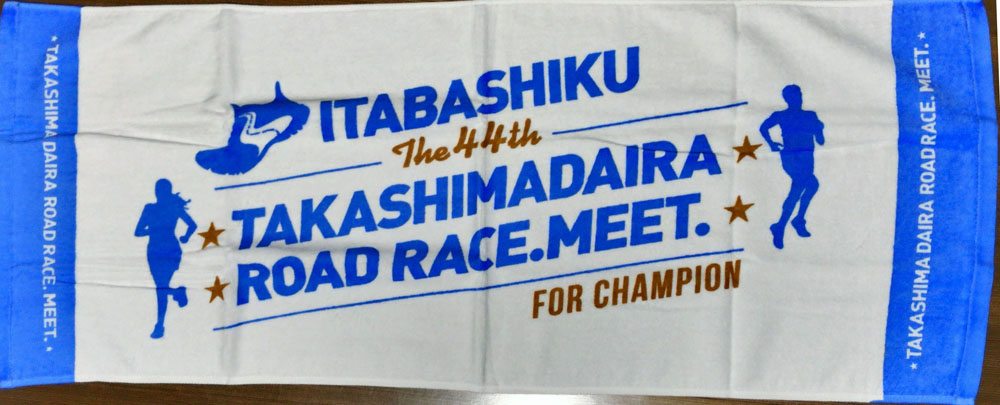 ITABASHIKU
The 44th
TAKASHIMADAIRA
ROAD RACE.MEET.
FOR CHAMPION
TAKASHIMA DAIRA ROAD RACE. MEET.
TAKASHIMA DAIRA ROAD RACE. MEET.